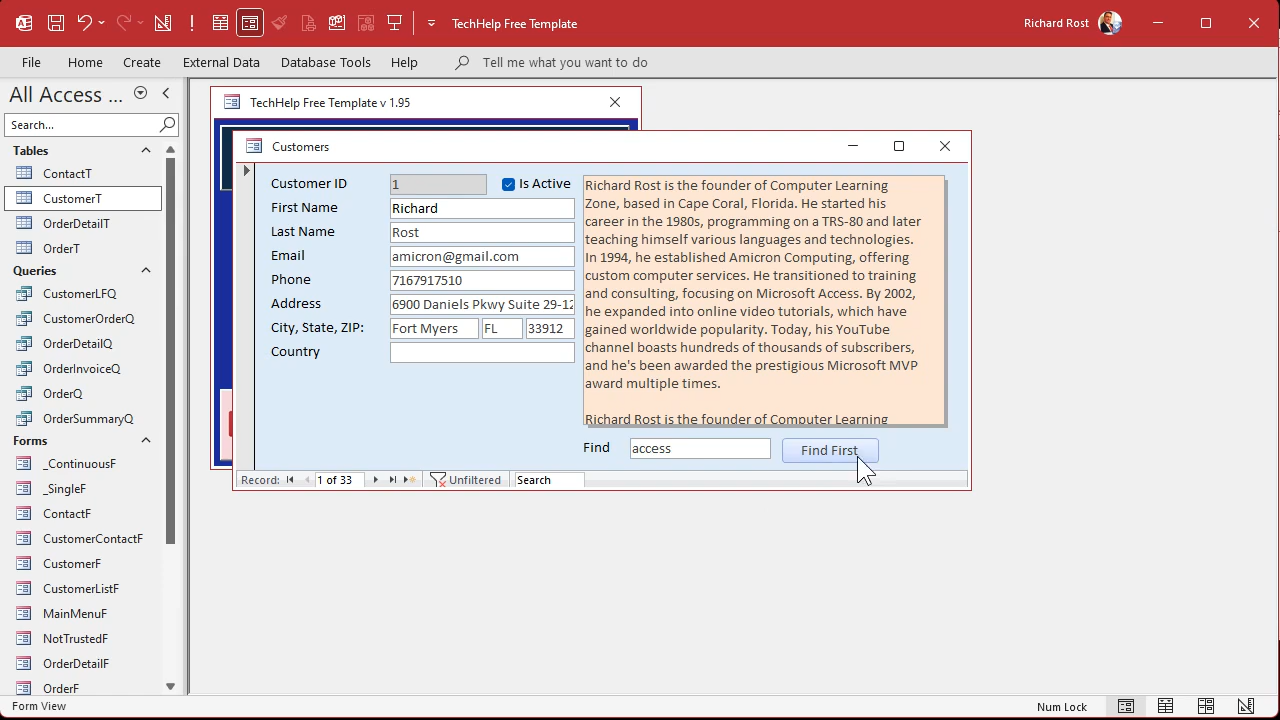 TechHelp Free Template
Richard Rost
File Home Create External Data Database Tools Help Tell me what you want to do
All Access ...
Search...
Tables
ContactT
CustomerT
OrderDetailT
OrderT
Queries
CustomerLFQ
CustomerOrderQ
OrderDetailQ
OrderInvoiceQ
OrderQ
OrderSummaryQ
Forms
_ContinuousF
_SingleF
ContactF
CustomerContactF
CustomerF
CustomerListF
MainMenuF
NotTrustedF
OrderDetailF
OrderF
TechHelp Free Template v 1.95
Customers
Customer ID 1 Is Active
First Name Richard
Last Name Rost
Email amicron@gmail.com
Phone 7167917510
Address 6900 Daniels Pkwy Suite 29-12
City, State, ZIP: Fort Myers FL 33912
Country
Richard Rost is the founder of Computer Learning
Zone, based in Cape Coral, Florida. He started his
career in the 1980s, programming on a TRS-80 and later
teaching himself various languages and technologies.
In 1994, he established Amicron Computing, offering
custom computer services. He transitioned to training
and consulting, focusing on Microsoft Access. By 2002,
he expanded into online video tutorials, which have
gained worldwide popularity. Today, his YouTube
channel boasts hundreds of thousands of subscribers,
and he's been awarded the prestigious Microsoft MVP
award multiple times.
Richard Rost is the founder of Computer Learning
Find access Find First
Record: 1 of 33 Unfiltered Search
Form View
Num Lock